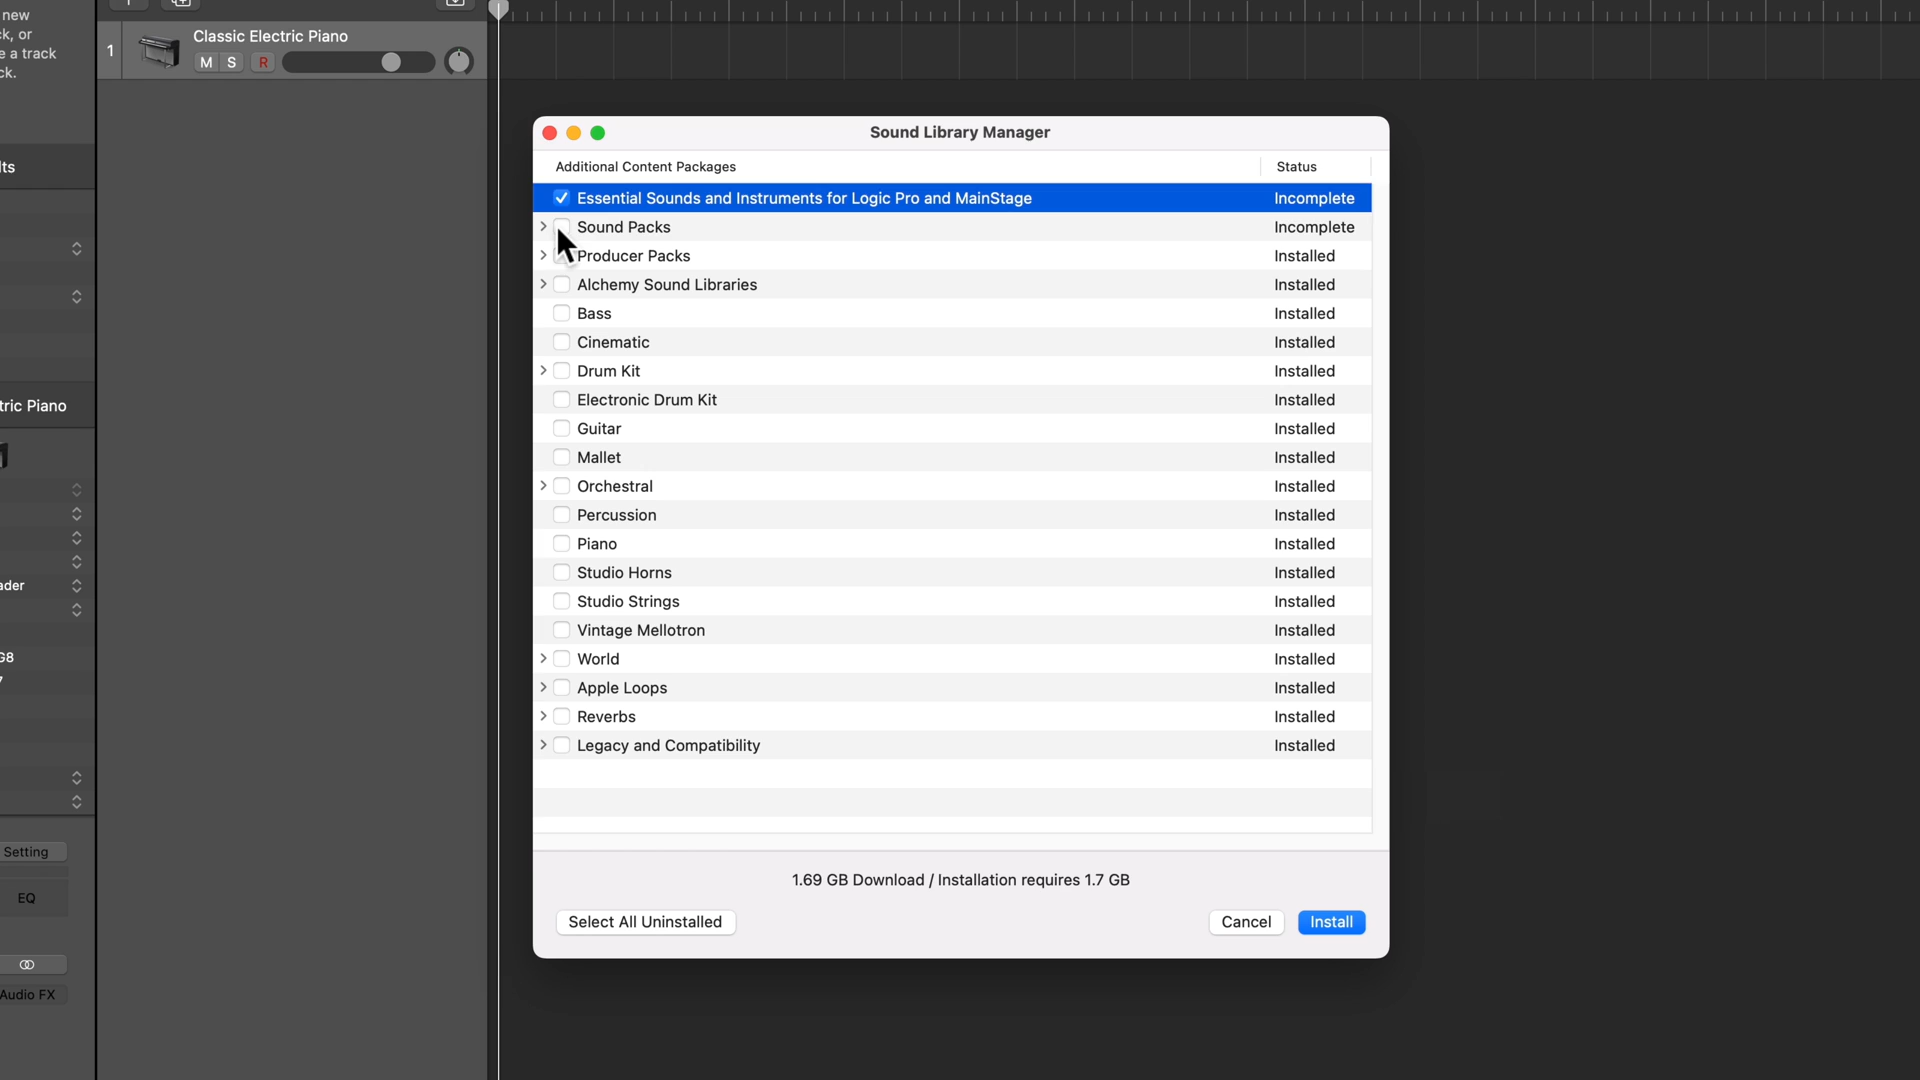 new
ck, or
e a track
ck.
1
Classic Electric Piano
M S R
lts
tric Piano
ader
G8
Setting
EQ
Audio FX
Sound Library Manager
Additional Content Packages Status
Essential Sounds and Instruments for Logic Pro and MainStage Incomplete
Sound Packs Incomplete
Producer Packs Installed
Alchemy Sound Libraries Installed
Bass Installed
Cinematic Installed
Drum Kit Installed
Electronic Drum Kit Installed
Guitar Installed
Mallet Installed
Orchestral Installed
Percussion Installed
Piano Installed
Studio Horns Installed
Studio Strings Installed
Vintage Mellotron Installed
World Installed
Apple Loops Installed
Reverbs Installed
Legacy and Compatibility Installed
1.69 GB Download / Installation requires 1.7 GB
Select All Uninstalled Cancel Install